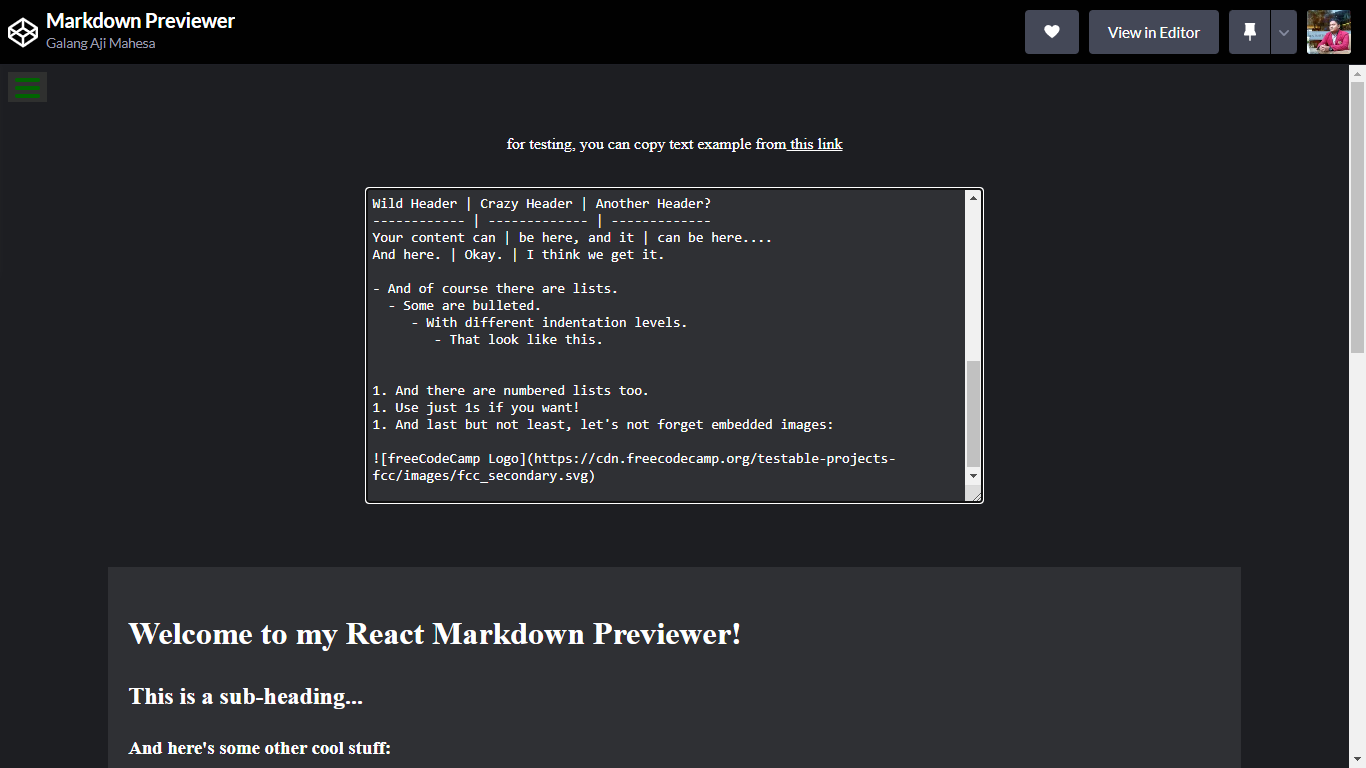 Markdown Previewer
Galang Aji Mahesa
View in Editor
for testing, you can copy text example from this link
Wild Header | Crazy Header | Another Header?
------------ | ------------- | -------------
Your content can | be here, and it | can be here....
And here. | Okay. | I think we get it.
- And of course there are lists.
  - Some are bulleted.
     - With different indentation levels.
        - That look like this.
1. And there are numbered lists too.
1. Use just 1s if you want!
1. And last but not least, let's not forget embedded images:
![freeCodeCamp Logo](https://cdn.freecodecamp.org/testable-projects-
fcc/images/fcc_secondary.svg)
Welcome to my React Markdown Previewer!
This is a sub-heading...
And here's some other cool stuff: